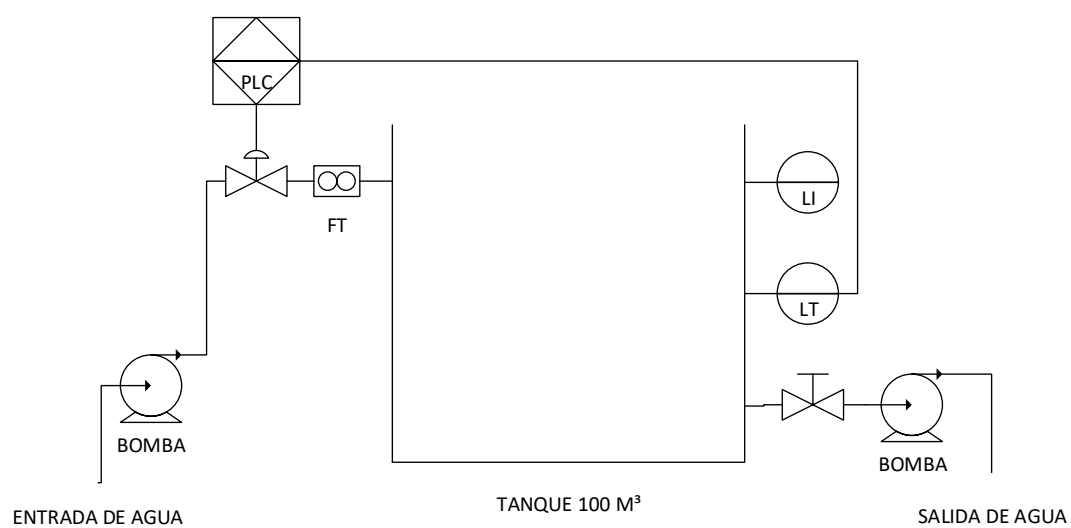 PLC
LI
FT
LT
BOMBA
BOMBA
TANQUE 100 M³
ENTRADA DE AGUA
SALIDA DE AGUA